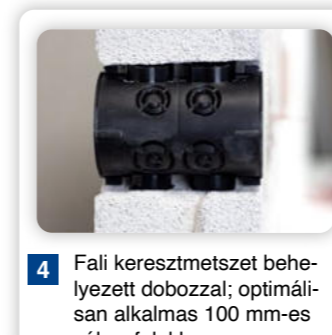 4 Fali keresztmetszet behe-
lyezett dobozzal; optimáli-
san alkalmas 100 mm-es